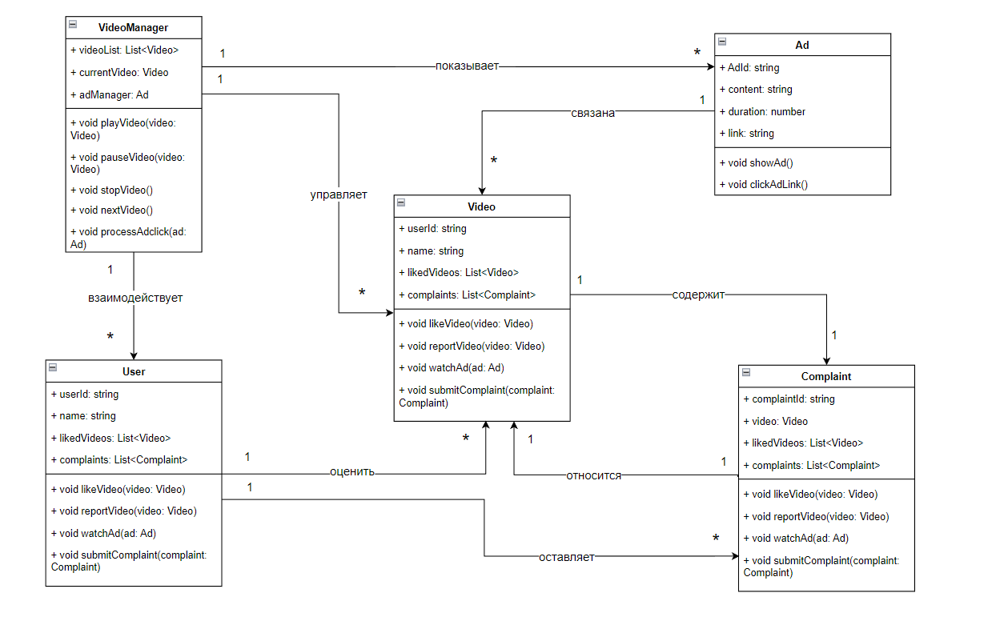 VideoManager
+ videoList: List<Video>
+ currentVideo: Video
+ adManager: Ad
+ void playVideo(video:
Video)
+ void pauseVideo(video:
Video)
+ void stopVideo()
+ void nextVideo()
+ void processAdclick(ad:
Ad)
1
показывает
*
1
управляет
*
Ad
+ AdId: string
+ content: string
+ duration: number
+ link: string
+ void showAd()
+ void clickAdLink()
1
связана
*
Video
+ userId: string
+ name: string
+ likedVideos: List<Video>
+ complaints: List<Complaint>
+ void likeVideo(video: Video)
+ void reportVideo(video: Video)
+ void watchAd(ad: Ad)
+ void submitComplaint(complaint:
Complaint)
1
содержит
1
1
взаимодействует
*
User
+ userId: string
+ name: string
+ likedVideos: List<Video>
+ complaints: List<Complaint>
+ void likeVideo(video: Video)
+ void reportVideo(video: Video)
+ void watchAd(ad: Ad)
+ void submitComplaint(complaint:
Complaint)
1
оценить
*
1
оставляет
*
1
относится
1
Complaint
+ complaintId: string
+ video: Video
+ likedVideos: List<Video>
+ complaints: List<Complaint>
+ void likeVideo(video: Video)
+ void reportVideo(video: Video)
+ void watchAd(ad: Ad)
+ void submitComplaint(complaint:
Complaint)